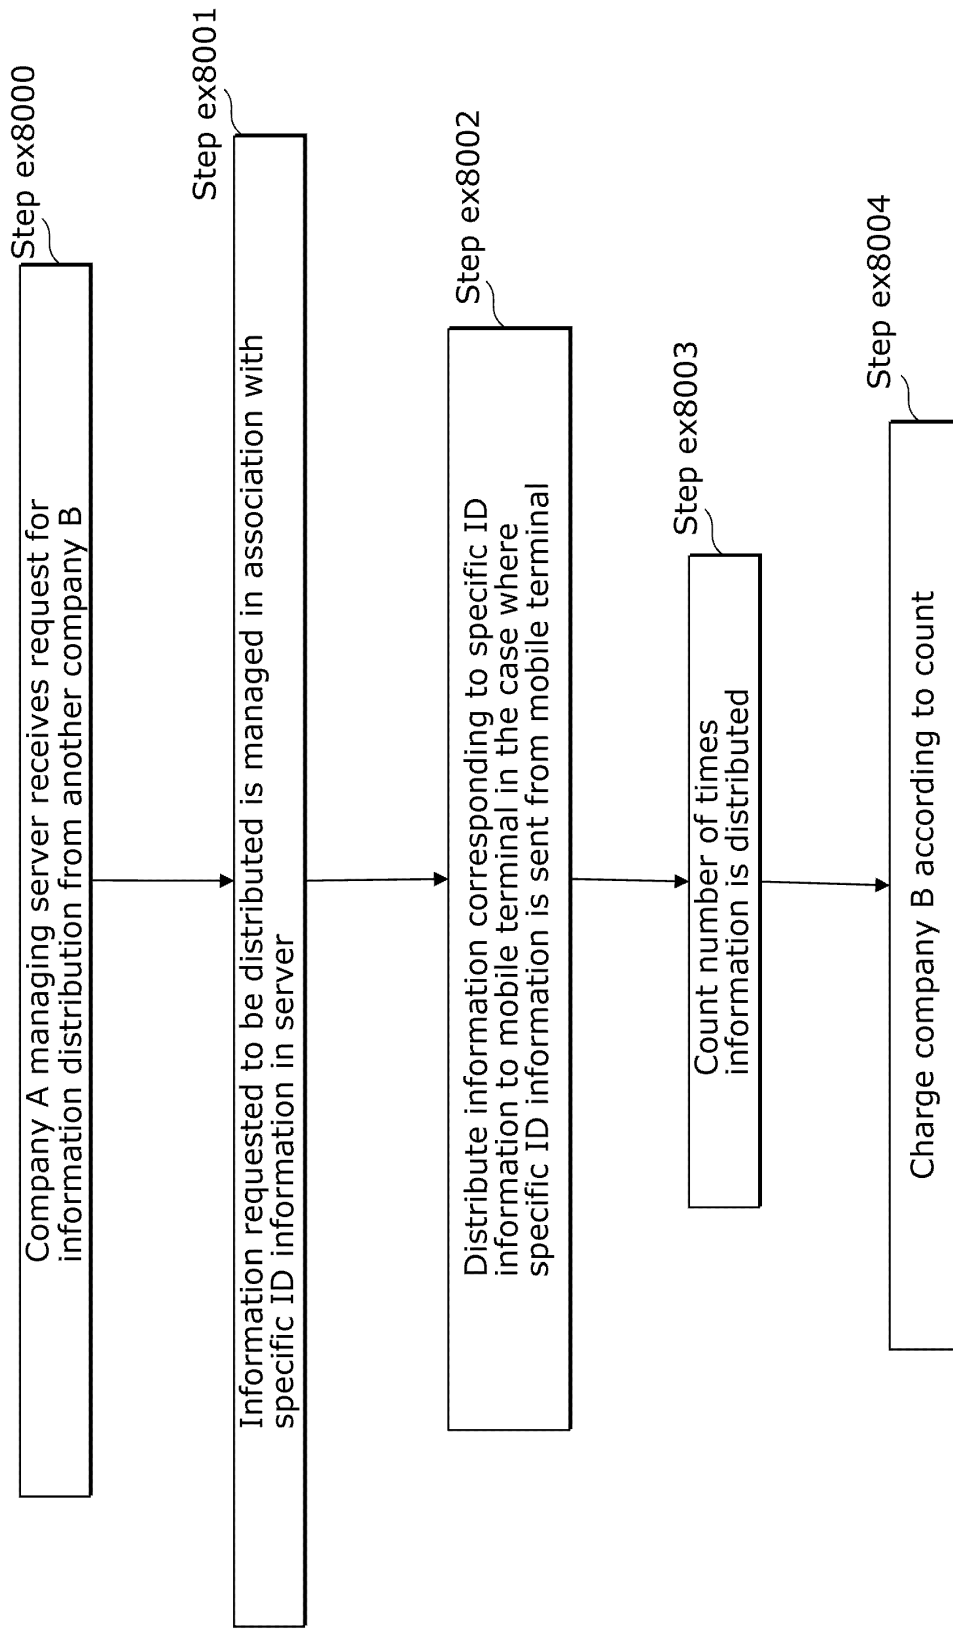 Step ex8000
Company A managing server receives request for
information distribution from another company B
Step ex8001
Information requested to be distributed is managed in association with
specific ID information in server
Step ex8002
Distribute information corresponding to specific ID
information to mobile terminal in the case where
specific ID information is sent from mobile terminal
Step ex8003
Count number of times
information is distributed
Step ex8004
Charge company B according to count